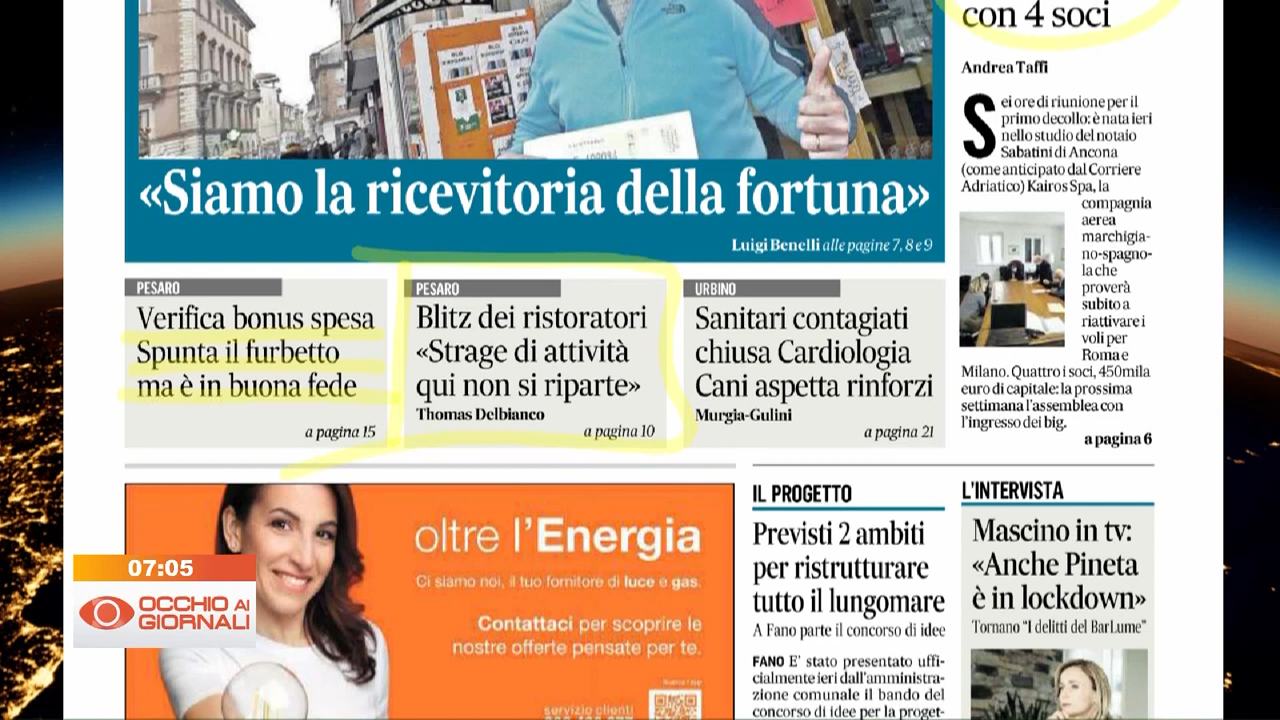 con 4 soci
Andrea Taffi
Sei ore di riunione per il
primo decollo: è nata ieri
nello studio del notaio
Sabatini di Ancona
(come anticipato dal Corriere
Adriatico) Kairos Spa, la
compagnia
aerea
marchigia-
no-spagno-
la che
proverà
subito a
riattivare i
voli per
Roma e
Milano. Quattro i soci, 450mila
euro di capitale: la prossima
settimana l'assemblea con
l'ingresso dei big.
a pagina 6
«Siamo la ricevitoria della fortuna»
Luigi Benelli alle pagine 7, 8 e 9
PESARO
Verifica bonus spesa
Spunta il furbetto
ma è in buona fede
a pagina 15
PESARO
Blitz dei ristoratori
«Strage di attività
qui non si riparte»
Thomas Delbianco
a pagina 10
URBINO
Sanitari contagiati
chiusa Cardiologia
Cani aspetta rinforzi
Murgia-Gulini
a pagina 21
oltre l'Energia
Ci siamo noi, il tuo fornitore di luce e gas.
Contattaci per scoprire le
nostre offerte pensate per te.
servizio clienti
IL PROGETTO
Previsti 2 ambiti
per ristrutturare
tutto il lungomare
A Fano parte il concorso di idee
FANO E' stato presentato uffi-
cialmente ieri dall'amministra-
zione comunale il bando del
concorso di idee per la proget-
L'INTERVISTA
Mascino in tv:
«Anche Pineta
è in lockdown»
Tornano "I delitti del BarLume"
07:05
OCCHIO AI
GIORNALI